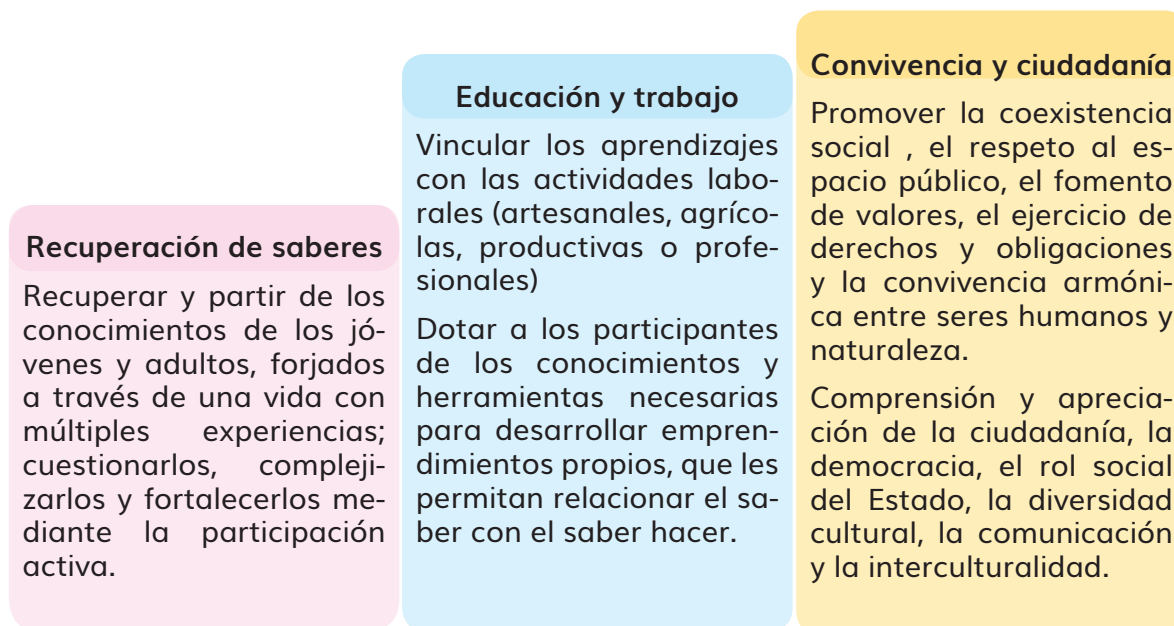 Recuperación de saberes
Recuperar y partir de los
conocimientos de los jó-
venes y adultos, forjados
a través de una vida con
múltiples experiencias;
cuestionarlos, compleji-
zarlos y fortalecerlos me-
diante la participación
activa.
Educación y trabajo
Vincular los aprendizajes
con las actividades labo-
rales (artesanales, agríco-
las, productivas o profe-
sionales)
Dotar a los participantes
de los conocimientos y
herramientas necesarias
para desarrollar empren-
dimientos propios, que les
permitan relacionar el sa-
ber con el saber hacer.
Convivencia y ciudadanía
Promover la coexistencia
social , el respeto al es-
pacio público, el fomento
de valores, el ejercicio de
derechos y obligaciones
y la convivencia armóni-
ca entre seres humanos y
naturaleza.
Comprensión y aprecia-
ción de la ciudadanía, la
democracia, el rol social
del Estado, la diversidad
cultural, la comunicación
y la interculturalidad.